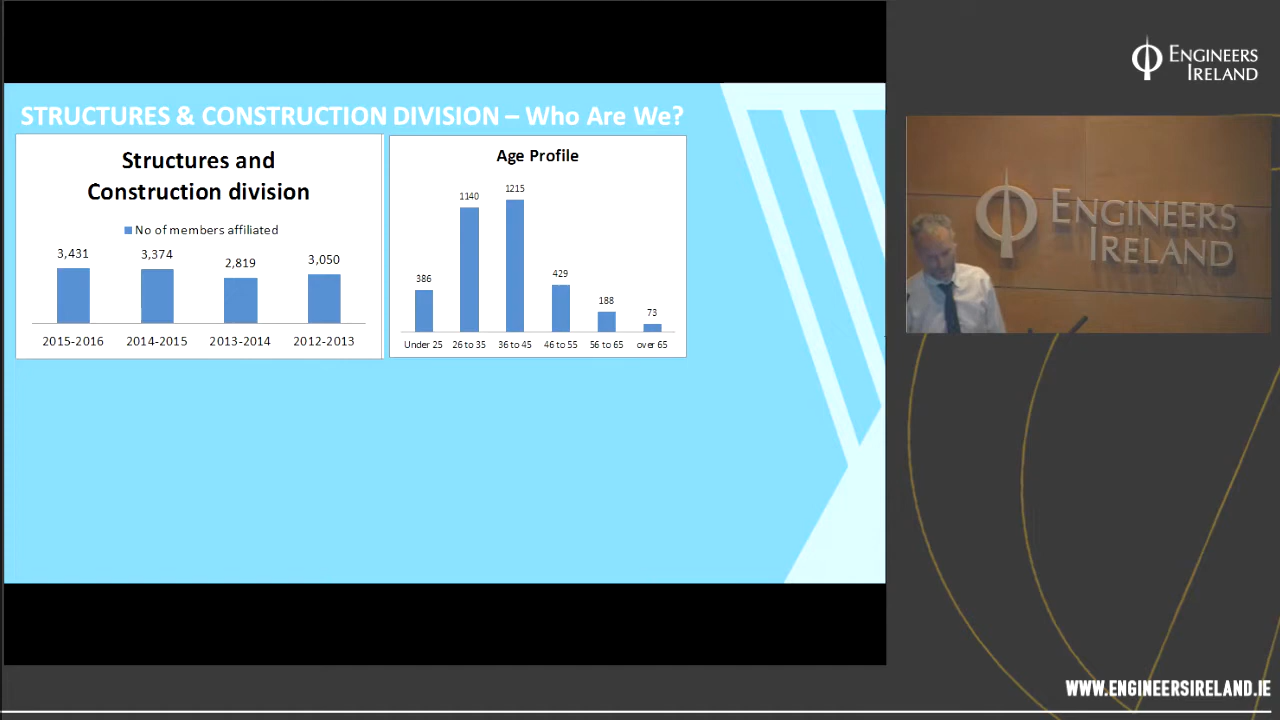 STRUCTURES & CONSTRUCTION DIVISION – Who Are We?
Structures and
Construction division
No of members affiliated
3,431
3,374
2,819
3,050
2015-2016
2014-2015
2013-2014
2012-2013
Age Profile
386
1140
1215
429
188
73
Under 25
26 to 35
36 to 45
46 to 55
56 to 65
over 65
ENGINEERS
IRELAND
ENGINEERS
IRELAND
WWW.ENGINEERSIRELAND.IE